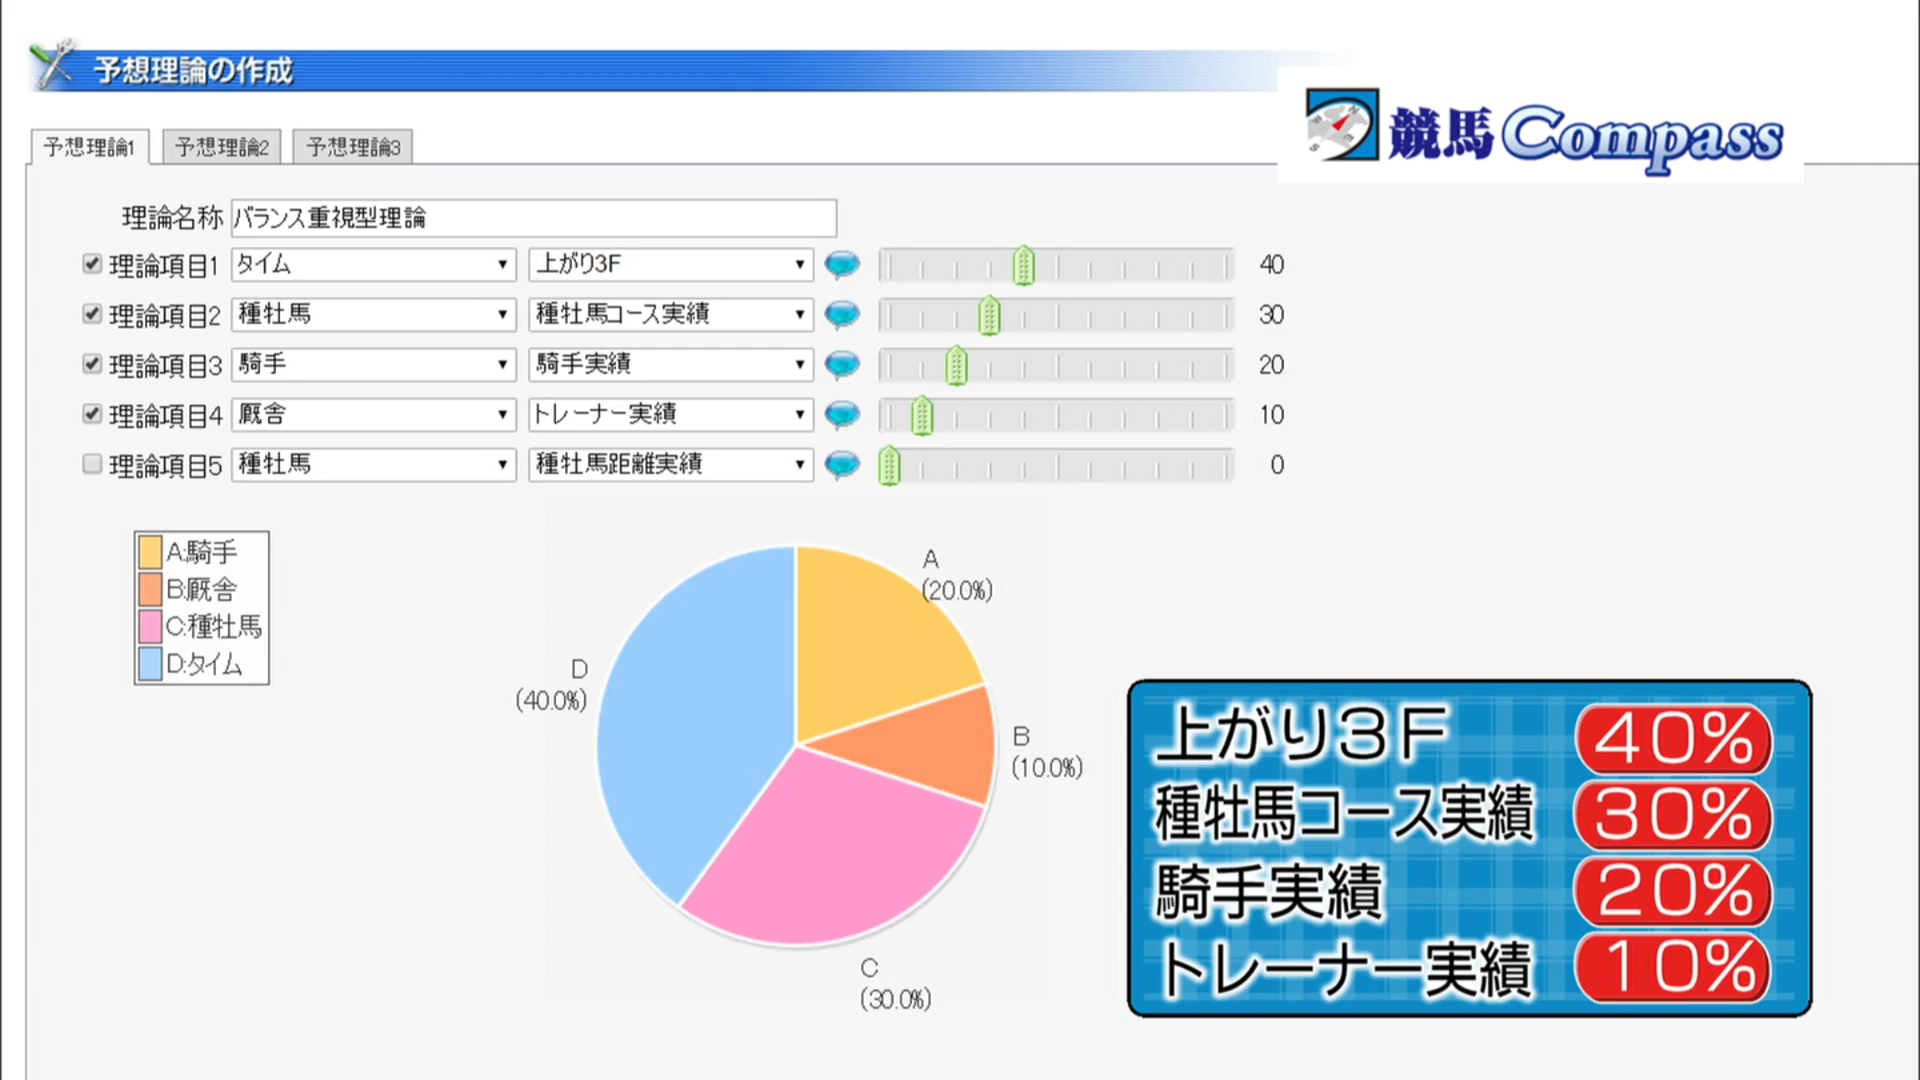 予想理論の作成
競馬Compass
予想理論1 予想理論2 予想理論3
理論名称 バランス重視型理論
理論項目1 タイム 上がり3F 40
理論項目2 種牡馬 種牡馬コース実績 30
理論項目3 騎手 騎手実績 20
理論項目4 厩舎 トレーナー実績 10
理論項目5 種牡馬 種牡馬距離実績 0
A:騎手
B:厩舎
C:種牡馬
D:タイム
A
(20.0%)
D
(40.0%)
B
(10.0%)
C
(30.0%)
上がり3F 40%
種牡馬コース実績 30%
騎手実績 20%
トレーナー実績 10%